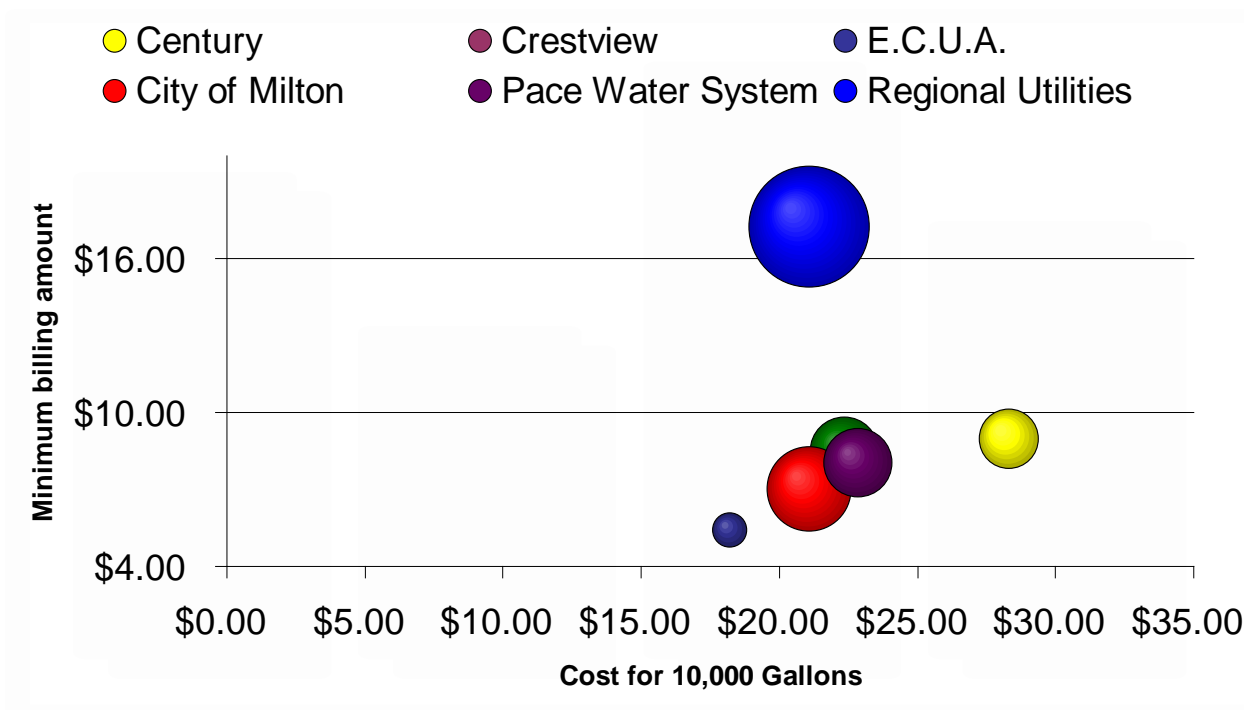 Century Crestview E.C.U.A.
City of Milton Pace Water System Regional Utilities
Minimum billing amount
$16.00
$10.00
$4.00
$0.00 $5.00 $10.00 $15.00 $20.00 $25.00 $30.00 $35.00
Cost for 10,000 Gallons